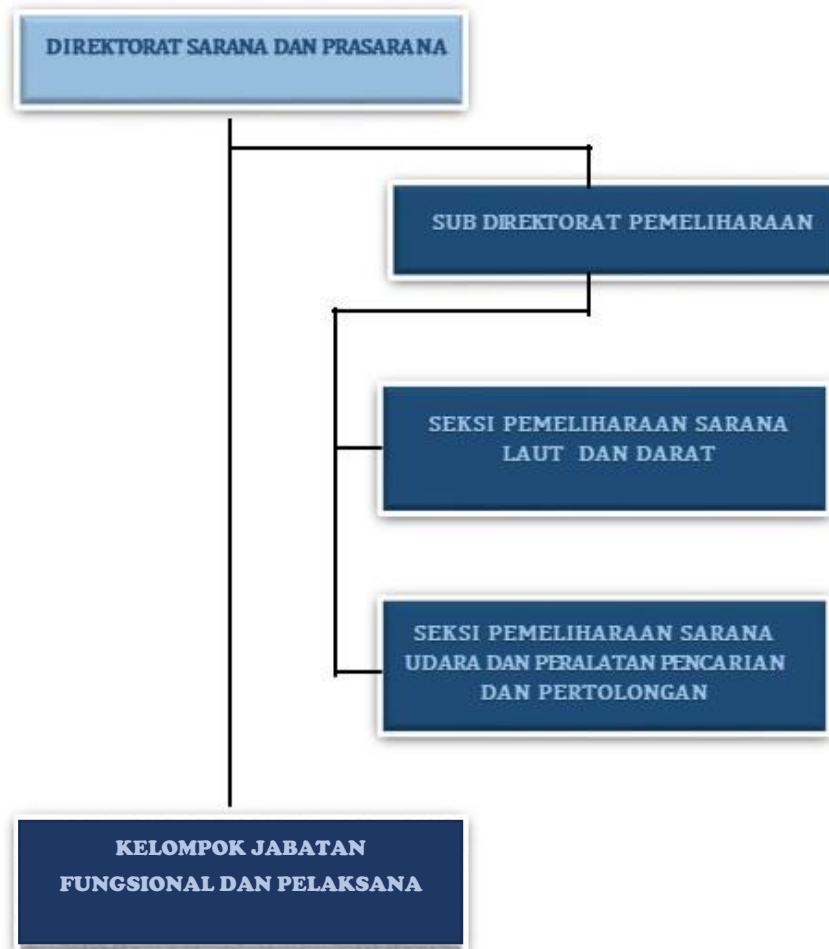 DIREKTORAT SARANA DAN PRASARANA
SUB DIREKTORAT PEMELIHARAAN
SEKSI PEMELIHARAAN SARANA
LAUT DAN DARAT
SEKSI PEMELIHARAAN SARANA
UDARA DAN PERALATAN PENCARIAN
DAN PERTOLONGAN
KELOMPOK JABATAN
FUNGSIONAL DAN PELAKSANA